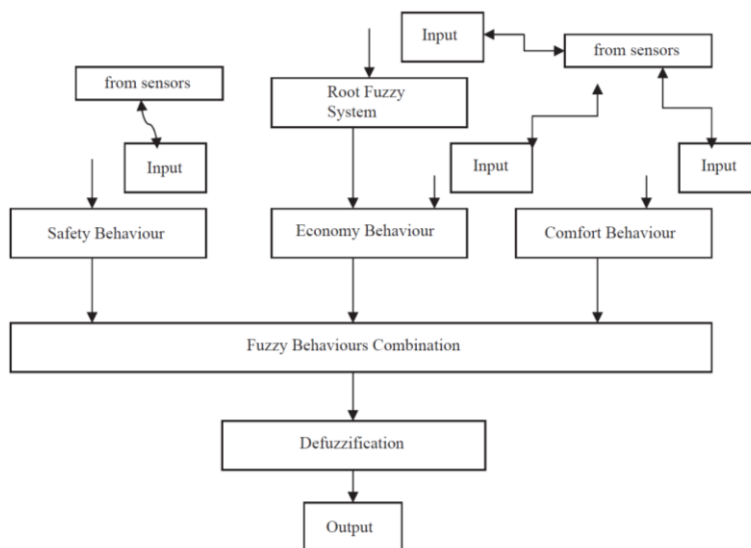 Input
from sensors
from sensors
Root Fuzzy
System
Input
Input
Input
Safety Behaviour
Economy Behaviour
Comfort Behaviour
Fuzzy Behaviours Combination
Defuzzification
Output